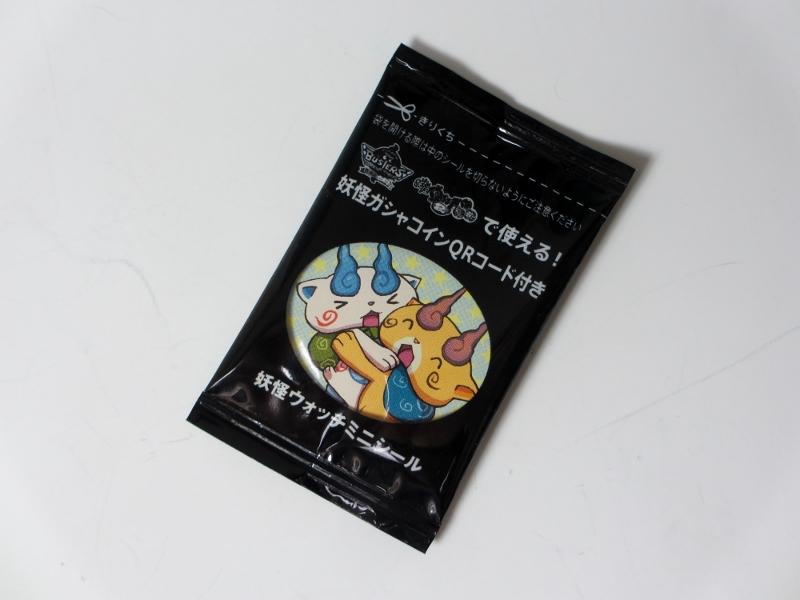 きりくち
袋を開ける際は中のシールを切らないようにご注意ください
BUSTERS
で使える!
妖怪ガシャコインQRコード付き
妖怪ウォッチミニシール